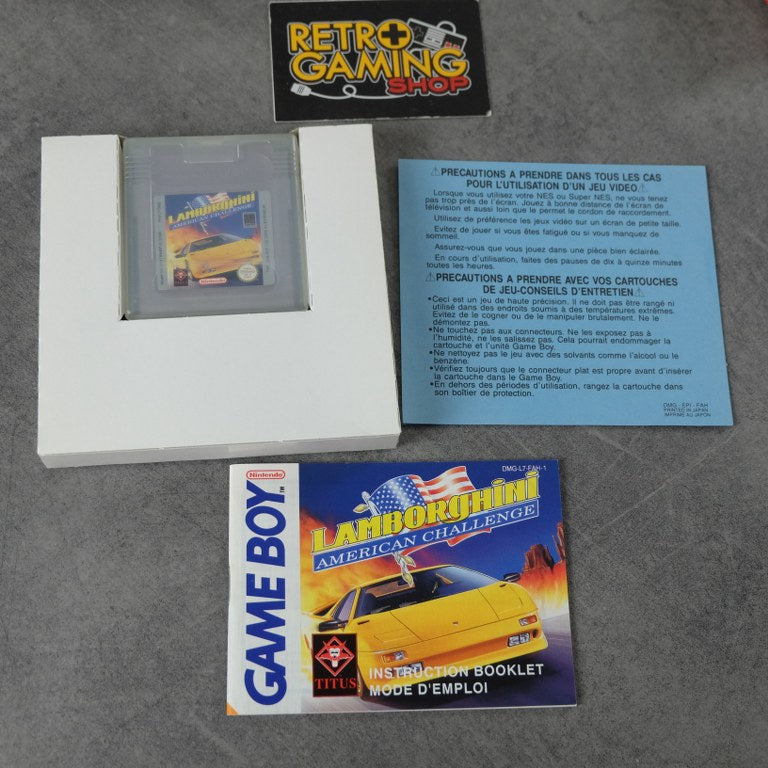 RETRO
GAMING
SHOP
LAMBORGHINI
AMERICAN CHALLENGE
TITUS
Nintendo
⚠PRECAUTIONS A PRENDRE DANS TOUS LES CAS
POUR L'UTILISATION D'UN JEU VIDEO⚠
Lorsque vous utilisez votre NES ou Super NES, ne vous tenez
pas trop près de l'écran. Jouez à bonne distance de l'écran de
télévision et aussi loin que le permet le cordon de raccordement.
Utilisez de préférence les jeux vidéo sur un écran de petite taille.
Evitez de jouer si vous êtes fatigué ou si vous manquez de
sommeil.
Assurez-vous que vous jouez dans une pièce bien éclairée.
En cours d'utilisation, faites des pauses de dix à quinze minutes
toutes les heures.
⚠PRECAUTIONS A PRENDRE AVEC VOS CARTOUCHES
DE JEU-CONSEILS D'ENTRETIEN⚠
•Ceci est un jeu de haute précision. Il ne doit pas être rangé ni
utilisé dans des endroits soumis à des températures extrêmes.
Evitez de le cogner ou de le manipuler brutalement. Ne le
démontez pas.
•Ne touchez pas aux connecteurs. Ne les exposez pas à
l'humidité, ne les salissez pas. Cela pourrait endommager la
cartouche et l'unité Game Boy.
•Ne nettoyez pas le jeu avec des solvants comme l'alcool ou le
benzène.
•Vérifiez toujours que le connecteur plat est propre avant d'insérer
la cartouche dans le Game Boy.
•En dehors des périodes d'utilisation, rangez la cartouche dans
son boîtier de protection.
DMG - EPI - FAH
PRINTED IN JAPAN
IMPRIME AU JAPON
Nintendo
GAME BOY™
DMG-L7-FAH-1
LAMBORGHINI
AMERICAN CHALLENGE
TITUS
INSTRUCTION BOOKLET
MODE D'EMPLOI